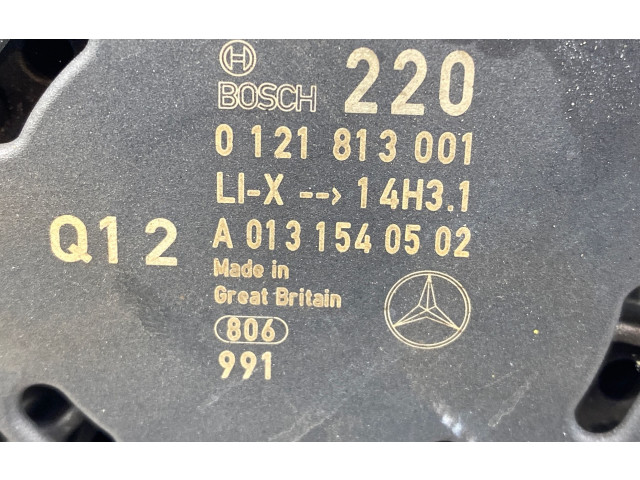 BOSCH 220
0 121 813 001
LI-X --> 14H3.1
Q12 A 013 154 05 02
Made in
Great Britain
806
991